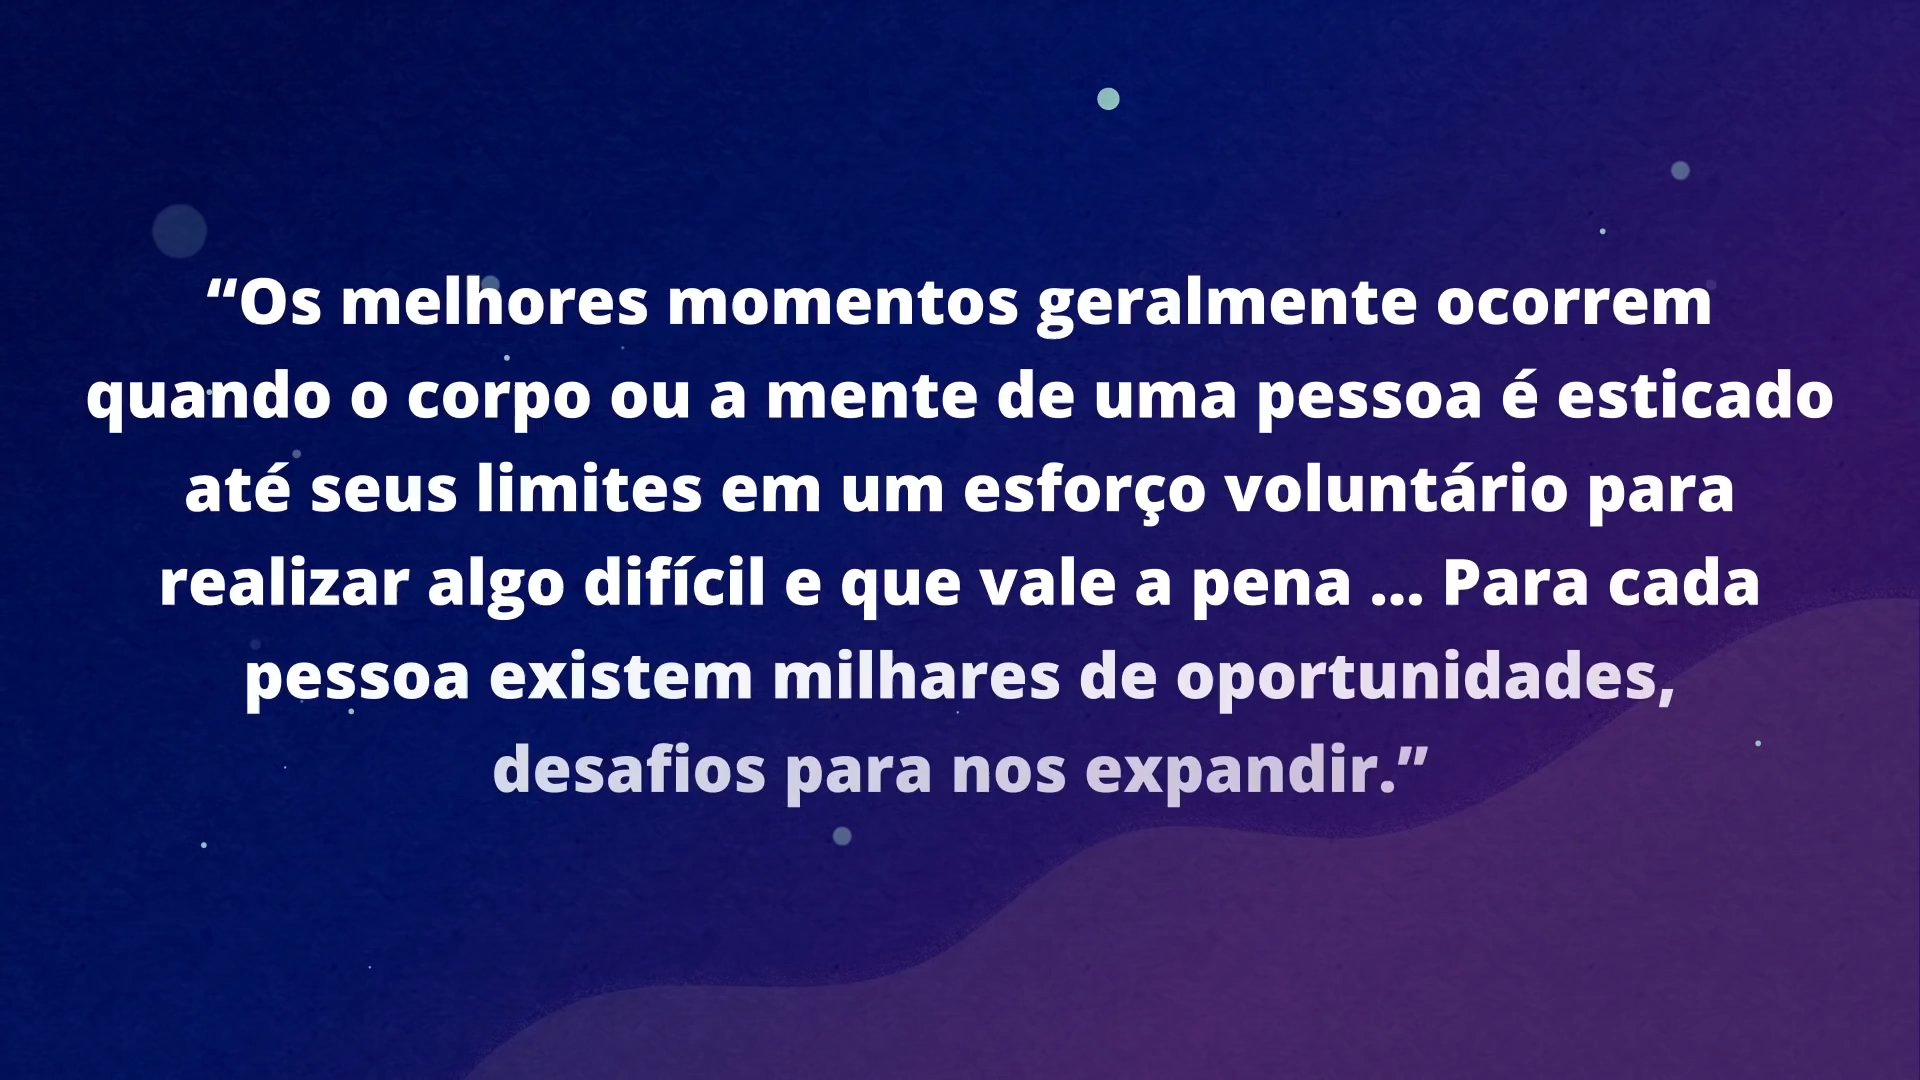 “Os melhores momentos geralmente ocorrem
quando o corpo ou a mente de uma pessoa é esticado
até seus limites em um esforço voluntário para
realizar algo difícil e que vale a pena ... Para cada
pessoa existem milhares de oportunidades,
desafios para nos expandir.”